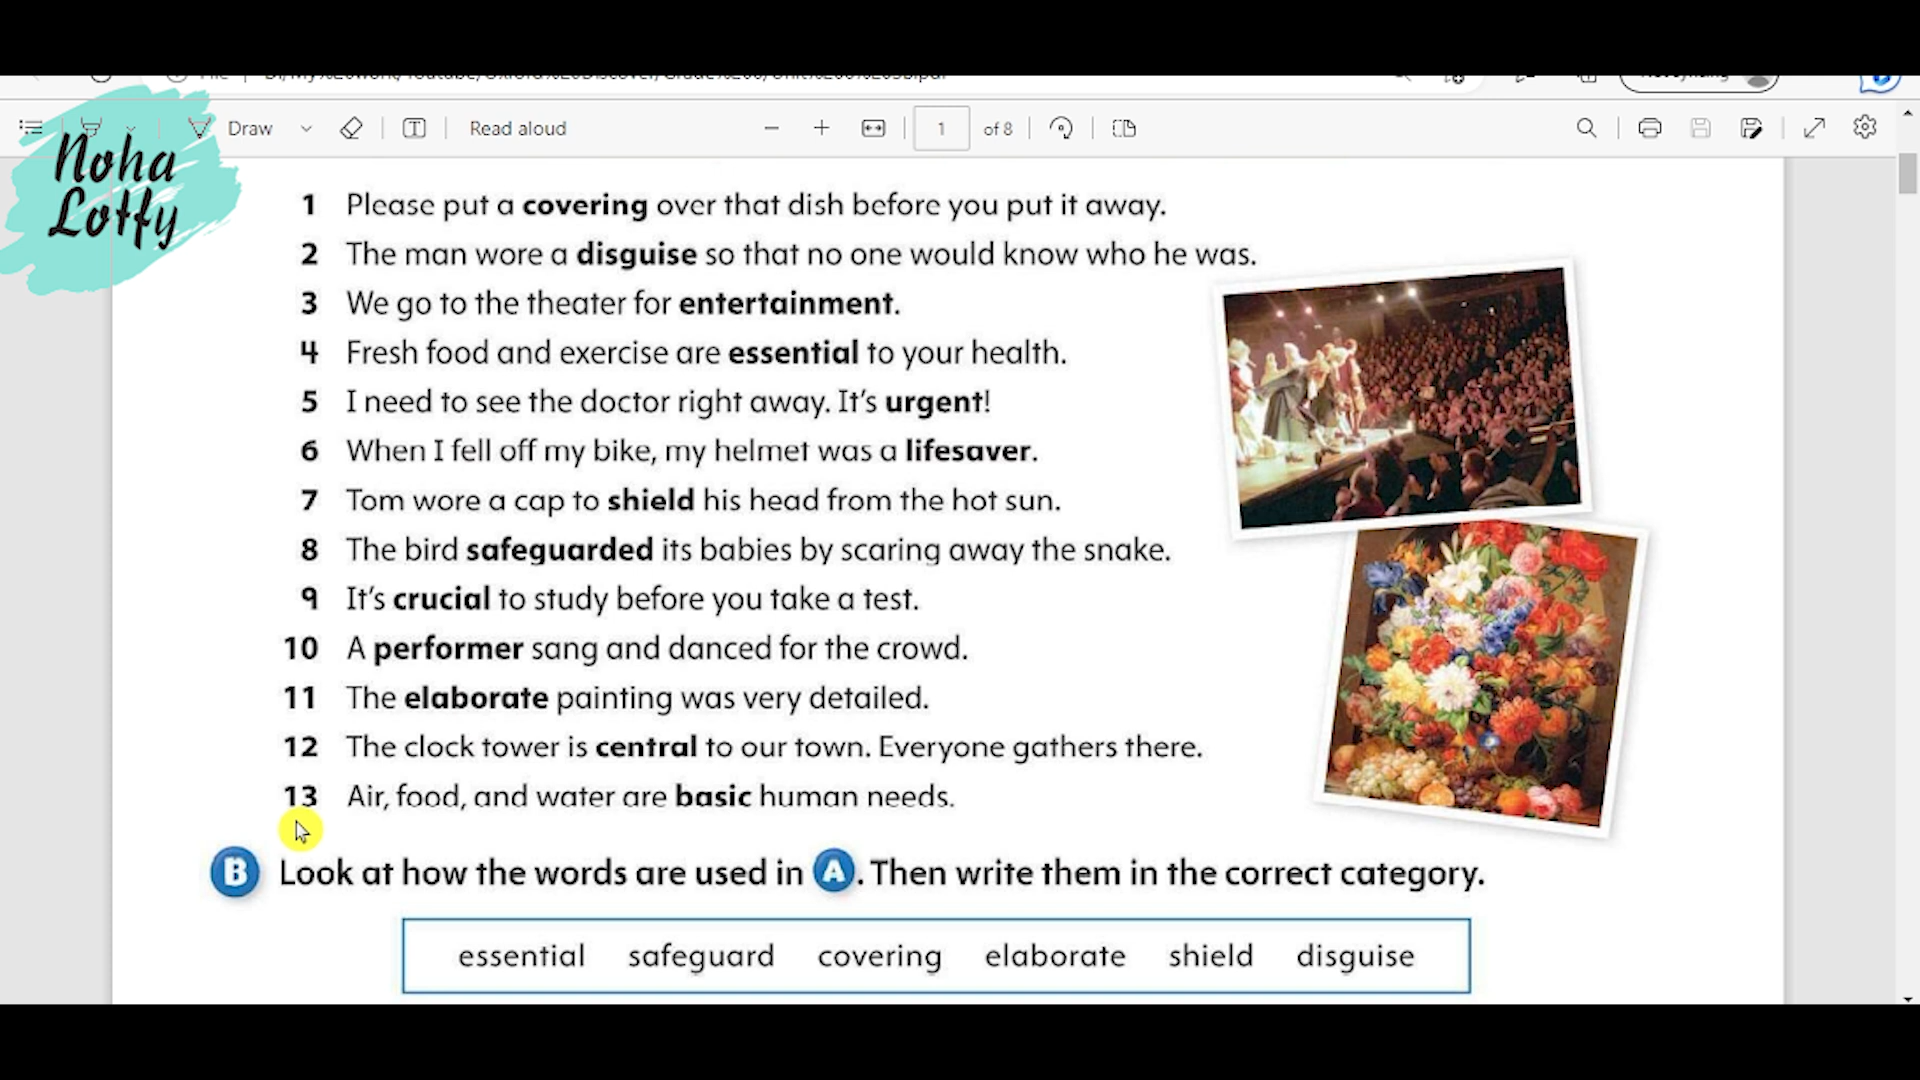 Noha
Lotfy
Draw
Read aloud
1
of 8
1 Please put a covering over that dish before you put it away.
2 The man wore a disguise so that no one would know who he was.
3 We go to the theater for entertainment.
4 Fresh food and exercise are essential to your health.
5 I need to see the doctor right away. It's urgent!
6 When I fell off my bike, my helmet was a lifesaver.
7 Tom wore a cap to shield his head from the hot sun.
8 The bird safeguarded its babies by scaring away the snake.
9 It's crucial to study before you take a test.
10 A performer sang and danced for the crowd.
11 The elaborate painting was very detailed.
12 The clock tower is central to our town. Everyone gathers there.
13 Air, food, and water are basic human needs.
B Look at how the words are used in A. Then write them in the correct category.
essential safeguard covering elaborate shield disguise